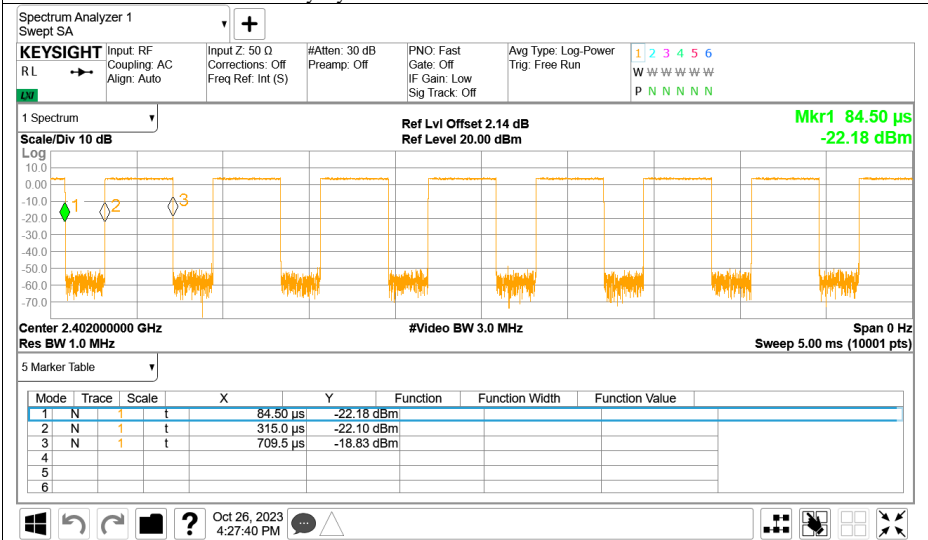 Spectrum Analyzer 1
Swept SA
KEYSIGHT
RL
LXI
Input: RF
Coupling: AC
Align: Auto
Input Z: 50 Ω
Corrections: Off
Freq Ref: Int (S)
#Atten: 30 dB
Preamp: Off
PNO: Fast
Gate: Off
IF Gain: Low
Sig Track: Off
Avg Type: Log-Power
Trig: Free Run
1 2 3 4 5 6
W W W W W W
P N N N N N
1 Spectrum
Scale/Div 10 dB
Ref Lvl Offset 2.14 dB
Ref Level 20.00 dBm
Mkr1 84.50 µs
-22.18 dBm
Log
10.0
0.00
-10.0
-20.0
-30.0
-40.0
-50.0
-60.0
-70.0
1 2 3
Center 2.402000000 GHz
Res BW 1.0 MHz
#Video BW 3.0 MHz
Span 0 Hz
Sweep 5.00 ms (10001 pts)
5 Marker Table
Mode Trace Scale X Y Function Function Width Function Value
1 N 1 t 84.50 µs -22.18 dBm
2 N 1 t 315.0 µs -22.10 dBm
3 N 1 t 709.5 µs -18.83 dBm
4
5
6
?
Oct 26, 2023
4:27:40 PM